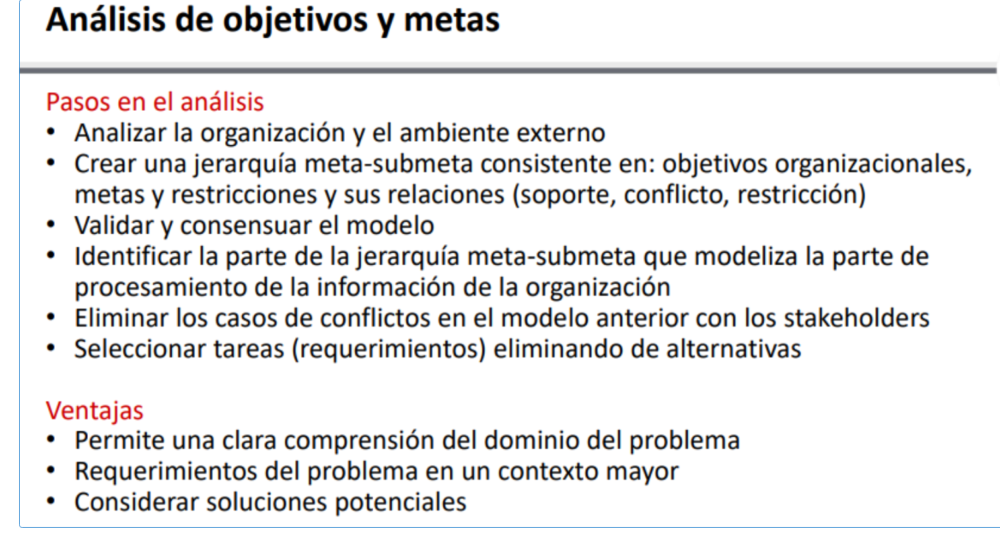 Análisis de objetivos y metas
Pasos en el análisis
• Analizar la organización y el ambiente externo
• Crear una jerarquía meta-submeta consistente en: objetivos organizacionales,
metas y restricciones y sus relaciones (soporte, conflicto, restricción)
• Validar y consensuar el modelo
• Identificar la parte de la jerarquía meta-submeta que modeliza la parte de
procesamiento de la información de la organización
• Eliminar los casos de conflictos en el modelo anterior con los stakeholders
• Seleccionar tareas (requerimientos) eliminando de alternativas
Ventajas
• Permite una clara comprensión del dominio del problema
• Requerimientos del problema en un contexto mayor
• Considerar soluciones potenciales